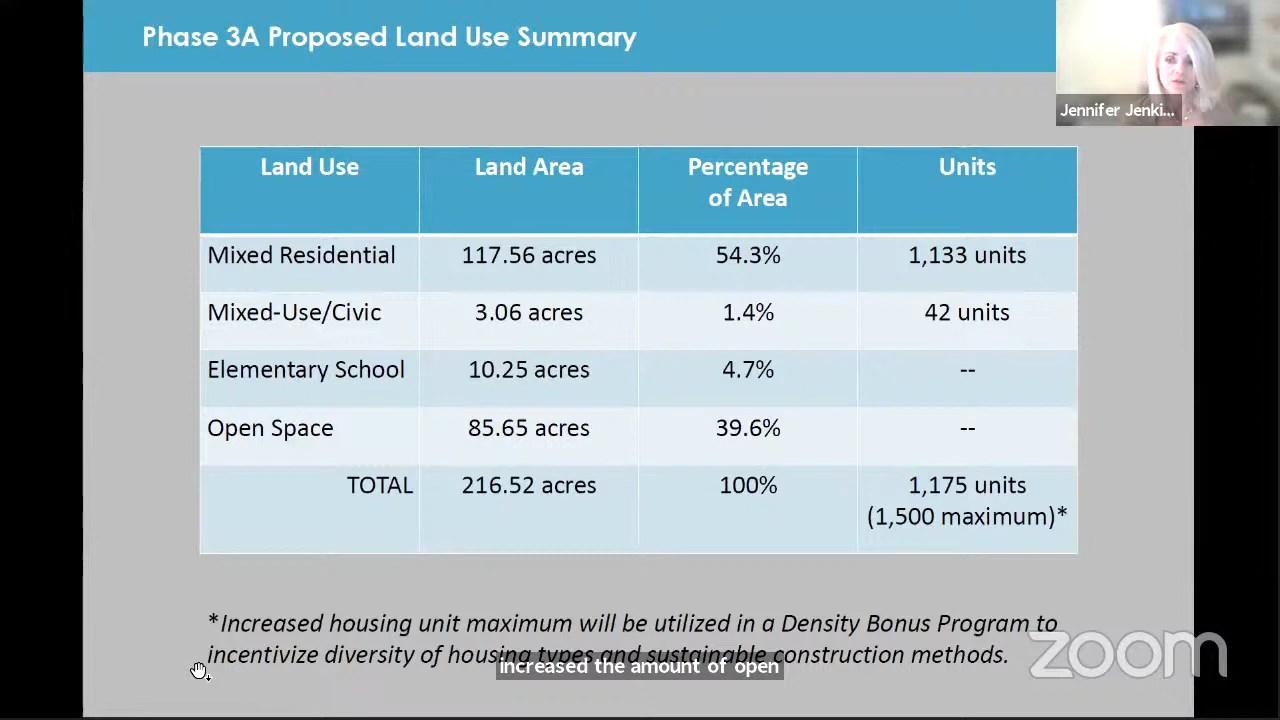 Phase 3A Proposed Land Use Summary
Jennifer Jenki...
Land Use Land Area Percentage of Area Units
Mixed Residential 117.56 acres 54.3% 1,133 units
Mixed-Use/Civic 3.06 acres 1.4% 42 units
Elementary School 10.25 acres 4.7% --
Open Space 85.65 acres 39.6% --
TOTAL 216.52 acres 100% 1,175 units
(1,500 maximum)*
*Increased housing unit maximum will be utilized in a Density Bonus Program to
incentivize diversity of housing types and sustainable construction methods.
increased the amount of open
zoom